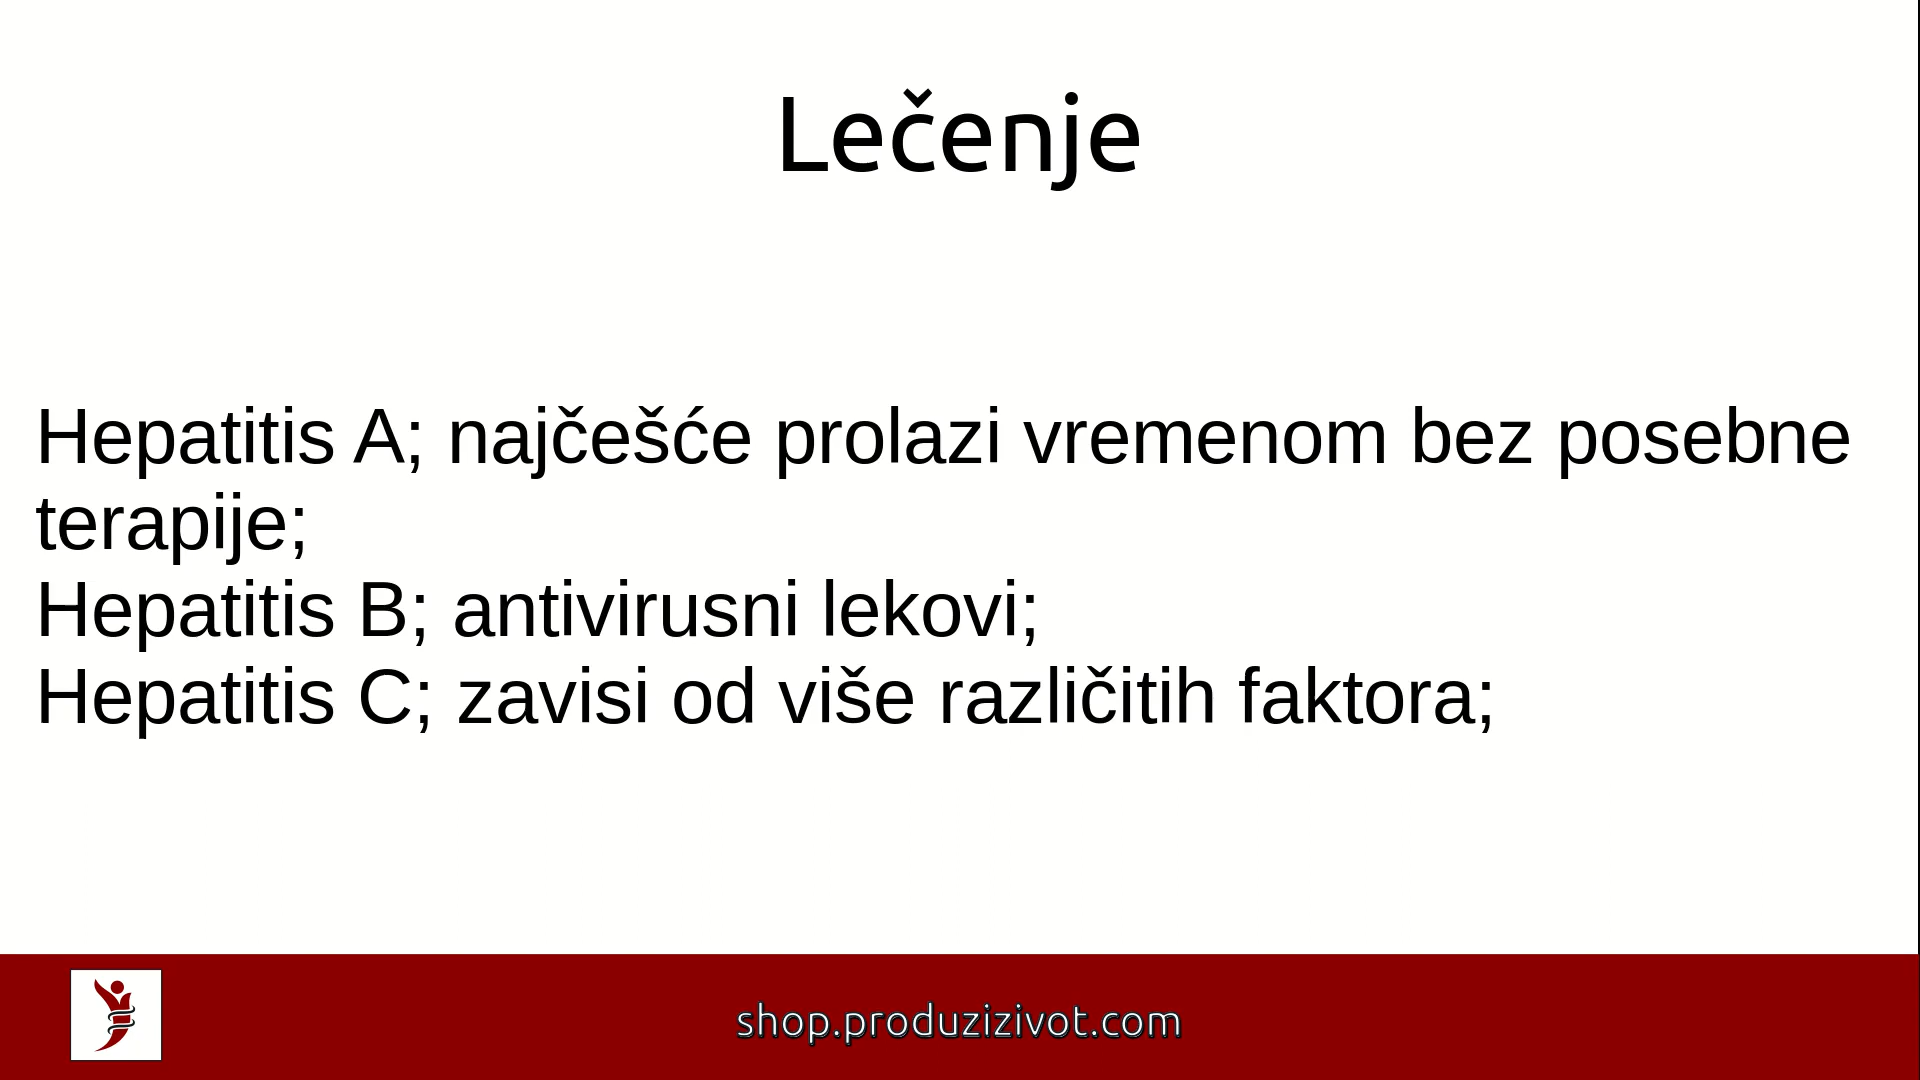 Lečenje
Hepatitis A; najčešće prolazi vremenom bez posebne
terapije;
Hepatitis B; antivirusni lekovi;
Hepatitis C; zavisi od više različitih faktora;
shop.produzizivot.com